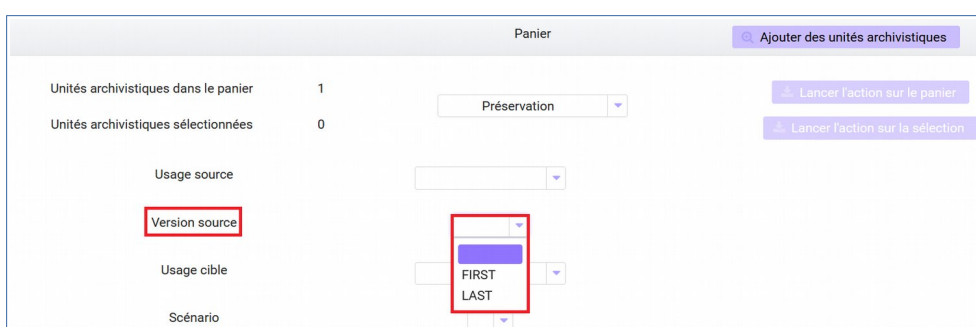 Panier
Ajouter des unités archivistiques
Unités archivistiques dans le panier 1
Préservation
Lancer l'action sur le panier
Unités archivistiques sélectionnées 0
Lancer l'action sur la sélection
Usage source
Version source
Usage cible
FIRST
LAST
Scénario